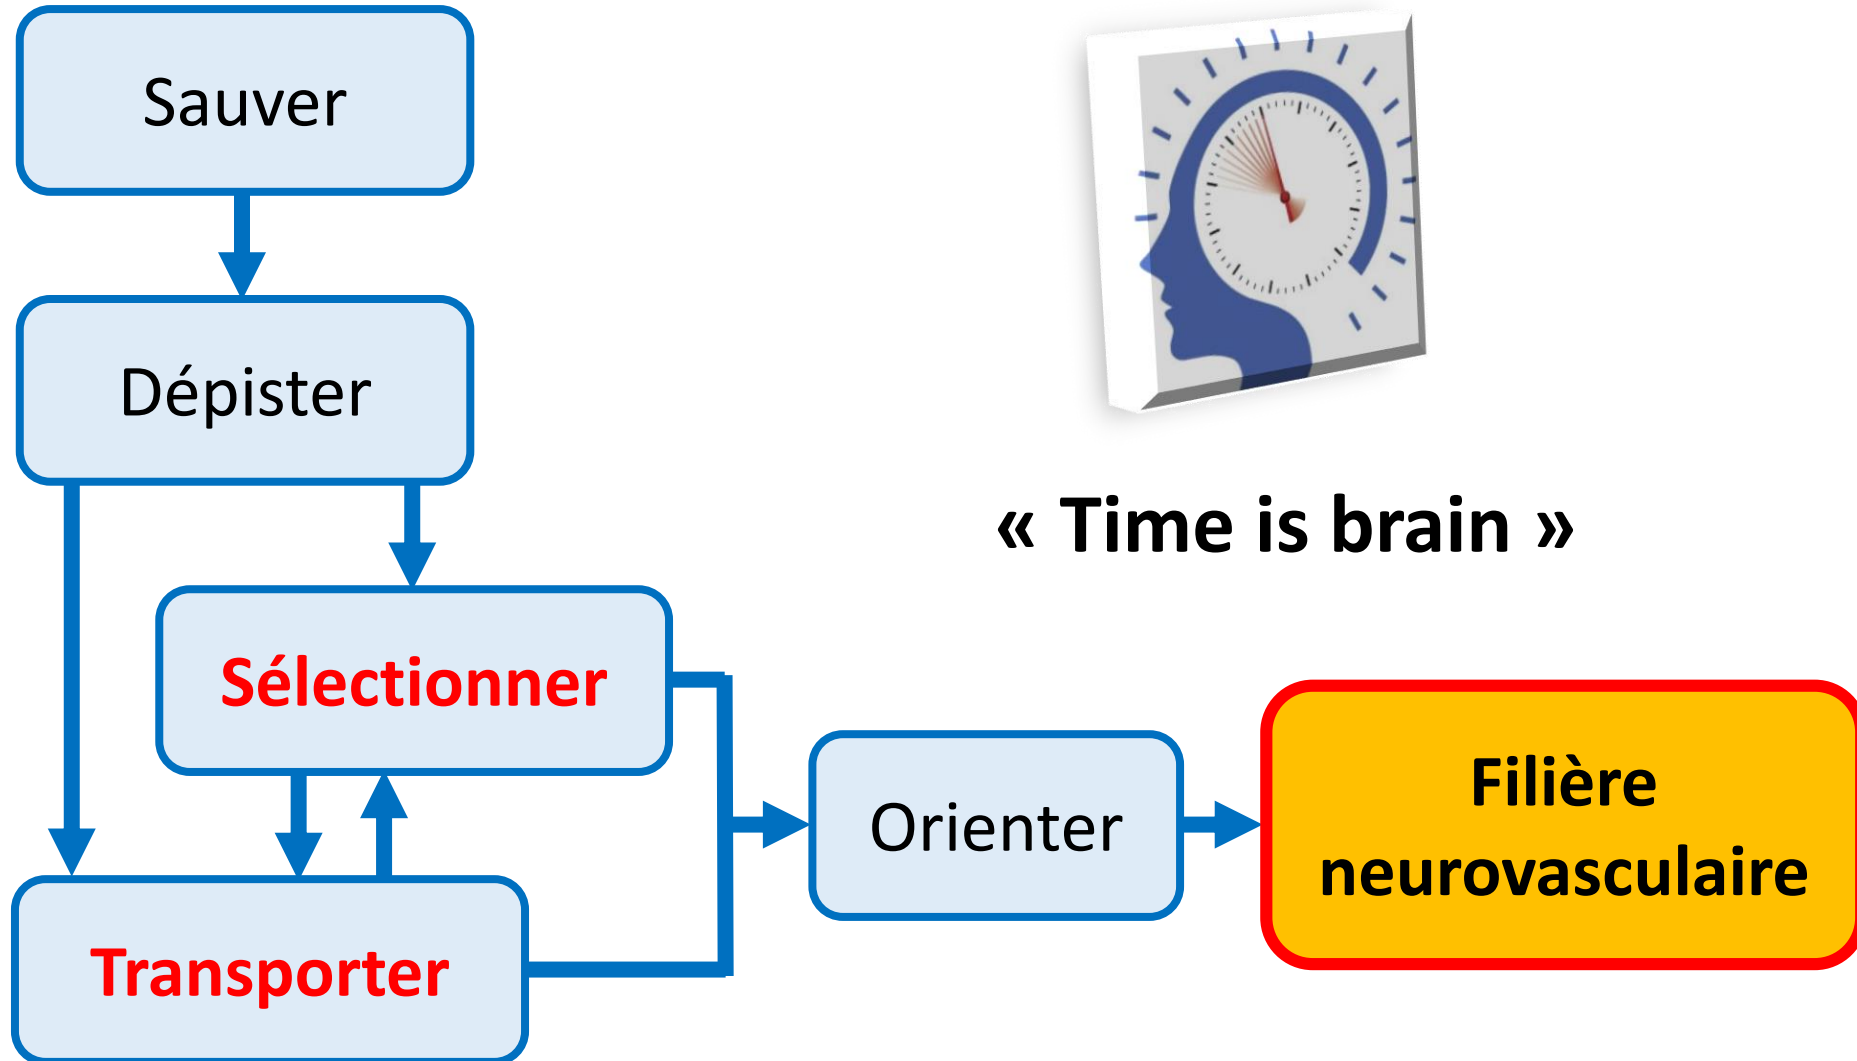 Sauver
Dépister
« Time is brain »
Sélectionner
Transporter
Orienter
Filière
neurovasculaire